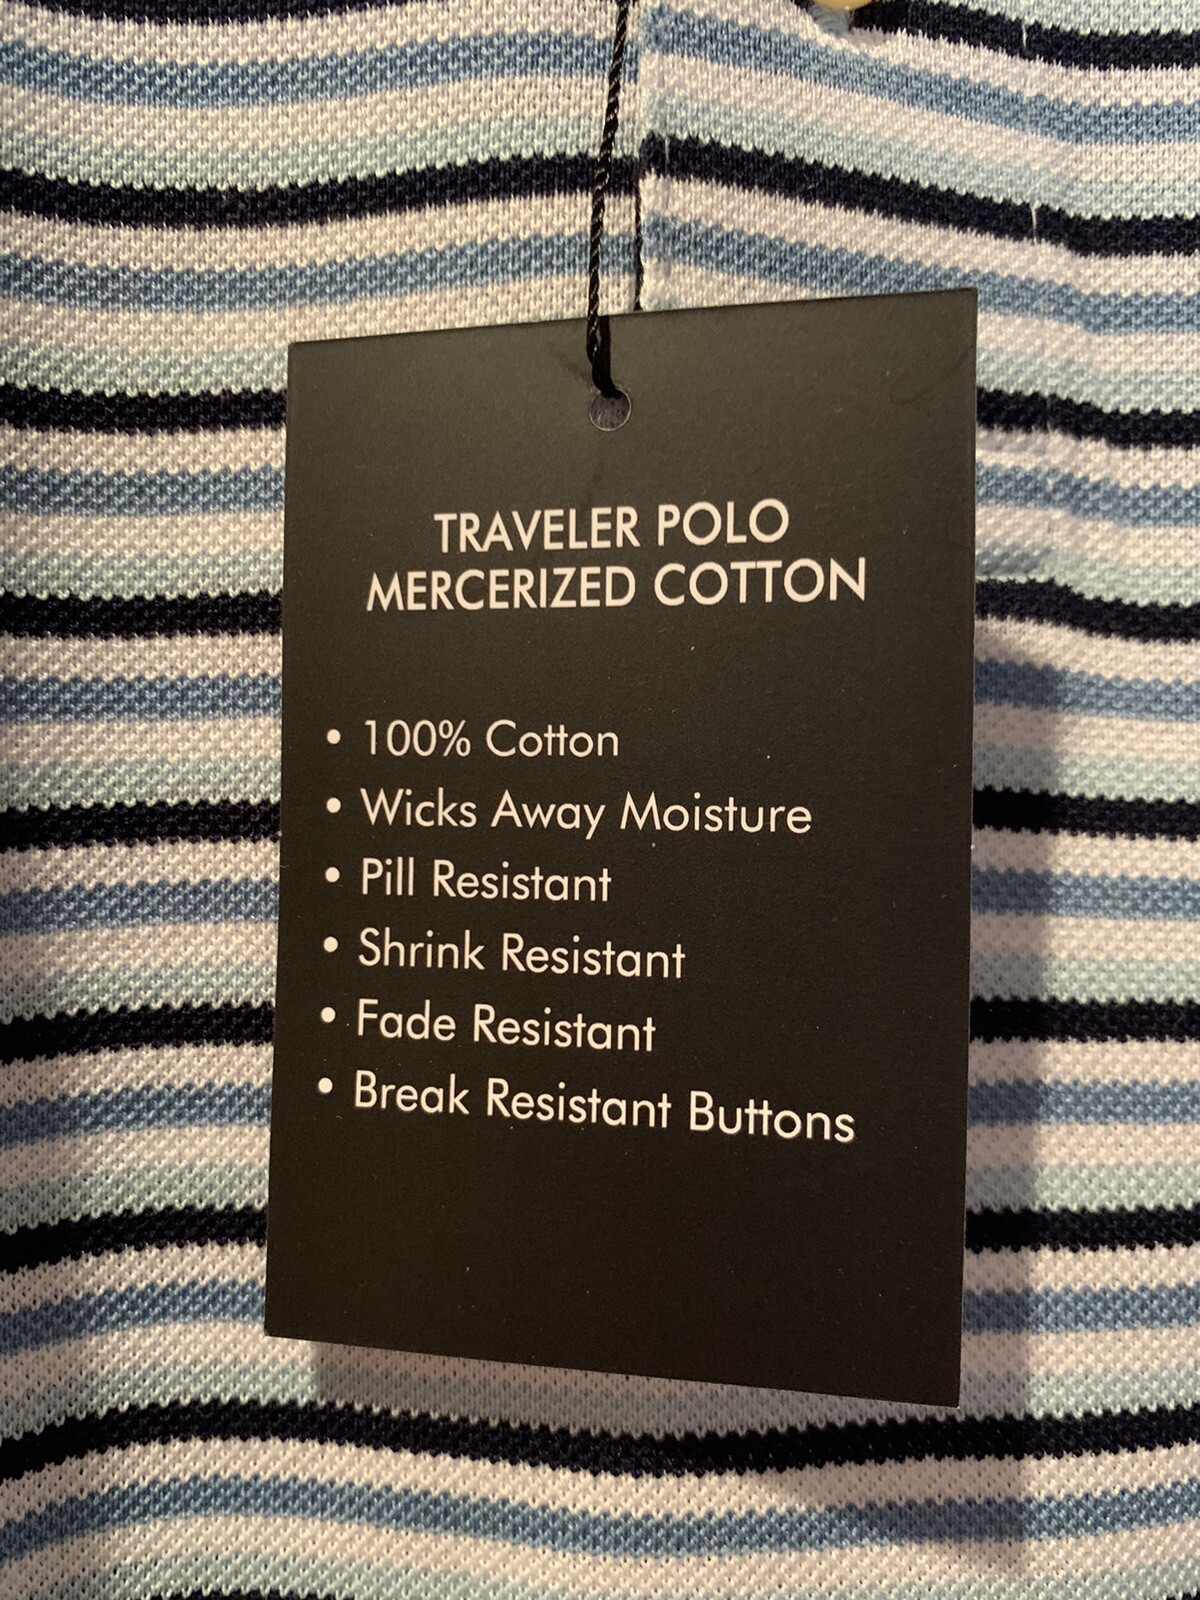 TRAVELER POLO
MERCERIZED COTTON
• 100% Cotton
• Wicks Away Moisture
• Pill Resistant
• Shrink Resistant
• Fade Resistant
• Break Resistant Buttons